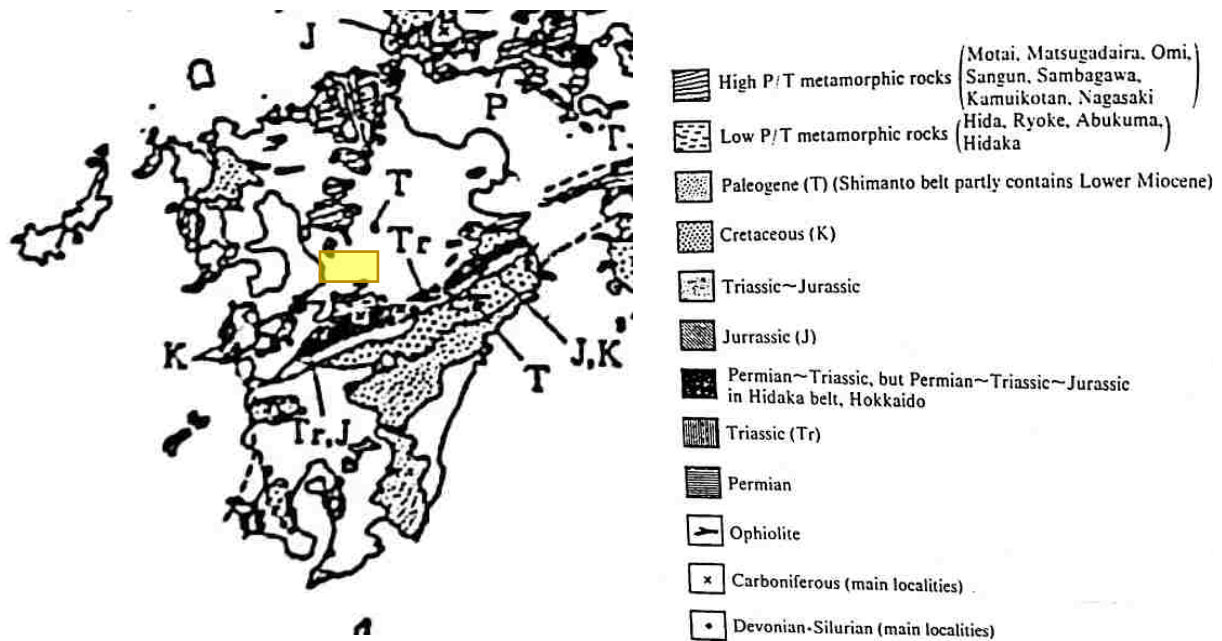 J
P
T
T
Tr
K
J,K
T
Tr,J
High P/T metamorphic rocks (Motai, Matsugadaira, Omi,
Sangun, Sambagawa,
Kamuikotan, Nagasaki)
Low P/T metamorphic rocks (Hida, Ryoke, Abukuma,
Hidaka)
Paleogene (T) (Shimanto belt partly contains Lower Miocene)
Cretaceous (K)
Triassic~Jurassic
Jurrassic (J)
Permian~Triassic, but Permian~Triassic~Jurassic
in Hidaka belt, Hokkaido
Triassic (Tr)
Permian
Ophiolite
Carboniferous (main localities)
Devonian-Silurian (main localities)